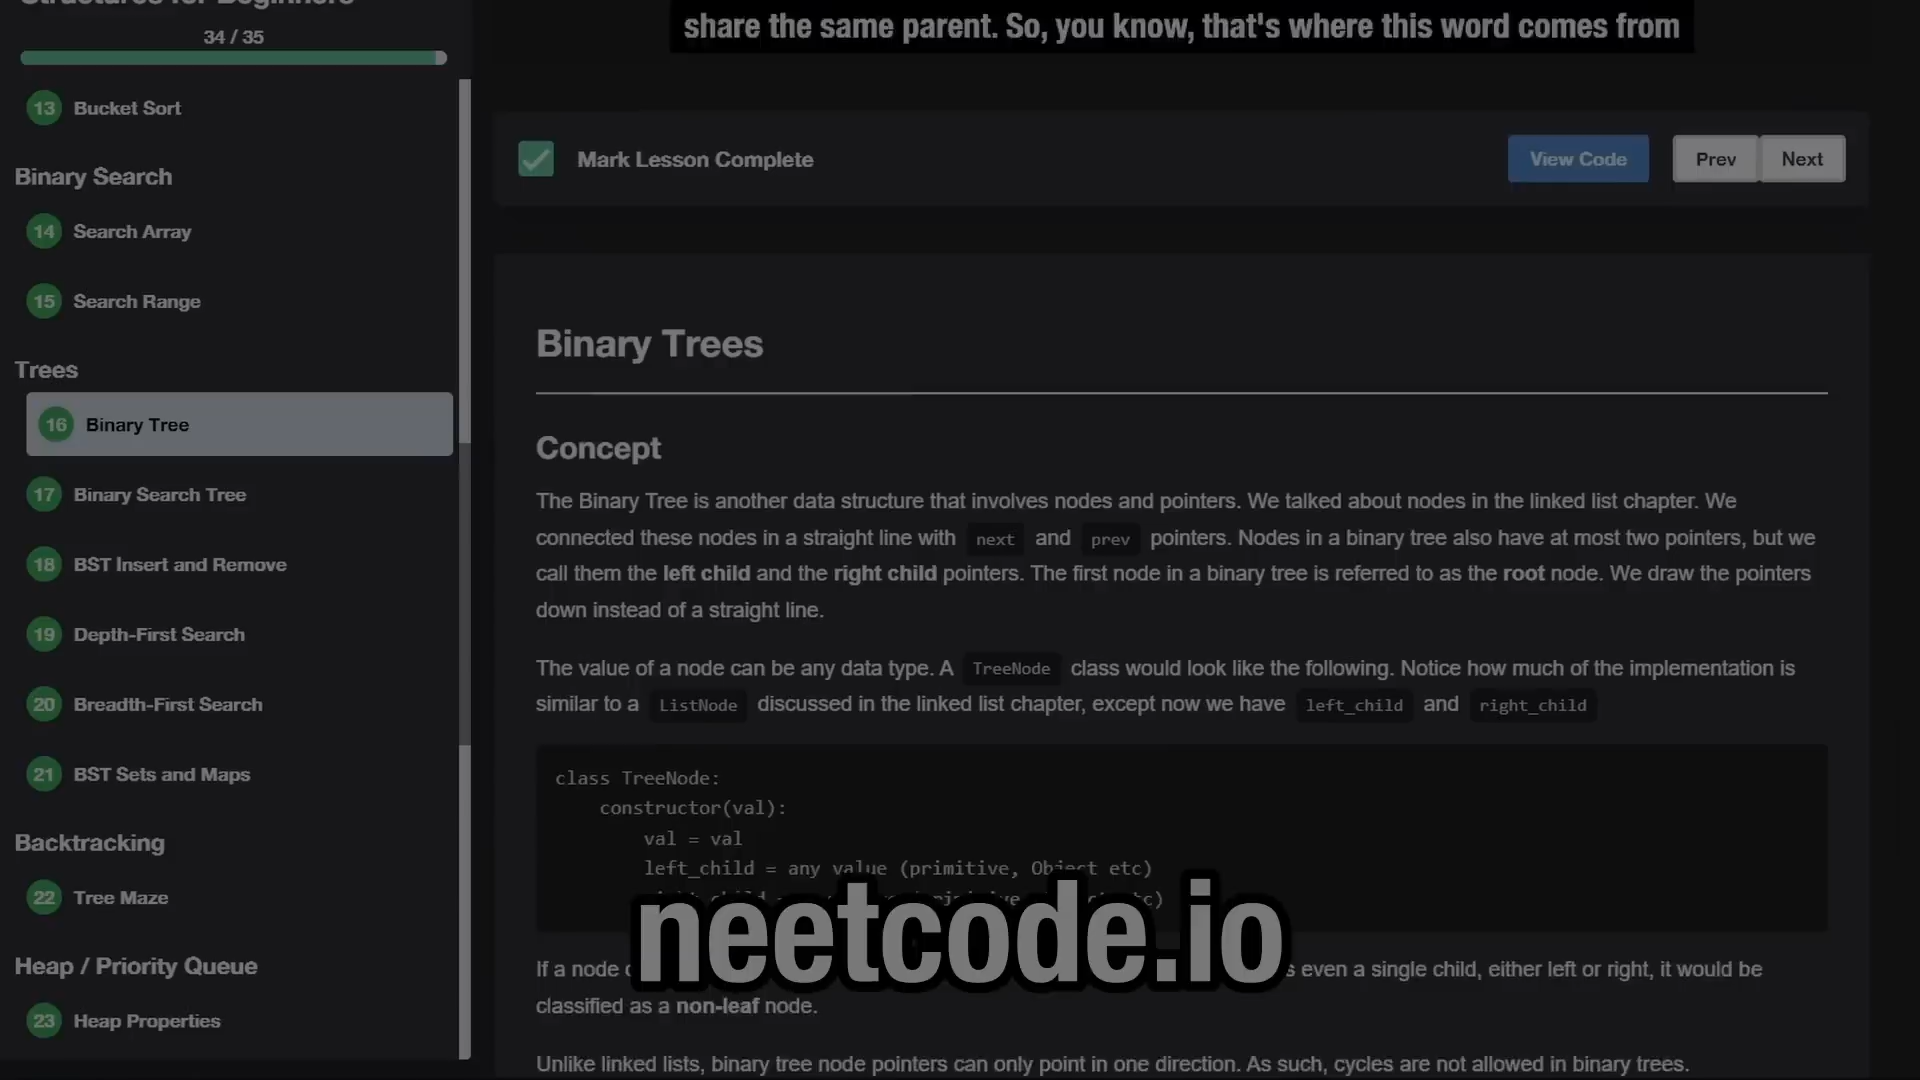 Structures for Beginners
34 / 35
13 Bucket Sort
Binary Search
14 Search Array
15 Search Range
Trees
16 Binary Tree
17 Binary Search Tree
18 BST Insert and Remove
19 Depth-First Search
20 Breadth-First Search
21 BST Sets and Maps
Backtracking
22 Tree Maze
Heap / Priority Queue
23 Heap Properties
share the same parent. So, you know, that's where this word comes from
Mark Lesson Complete
View Code
Prev
Next
Binary Trees
Concept
The Binary Tree is another data structure that involves nodes and pointers. We talked about nodes in the linked list chapter. We
connected these nodes in a straight line with next and prev pointers. Nodes in a binary tree also have at most two pointers, but we
call them the left child and the right child pointers. The first node in a binary tree is referred to as the root node. We draw the pointers
down instead of a straight line.
The value of a node can be any data type. A TreeNode class would look like the following. Notice how much of the implementation is
similar to a ListNode discussed in the linked list chapter, except now we have left_child and right_child
class TreeNode:
constructor(val):
val = val
left_child = any value (primitive, Object etc)
neetcode.io
If a node
even a single child, either left or right, it would be
classified as a non-leaf node.
Unlike linked lists, binary tree node pointers can only point in one direction. As such, cycles are not allowed in binary trees.